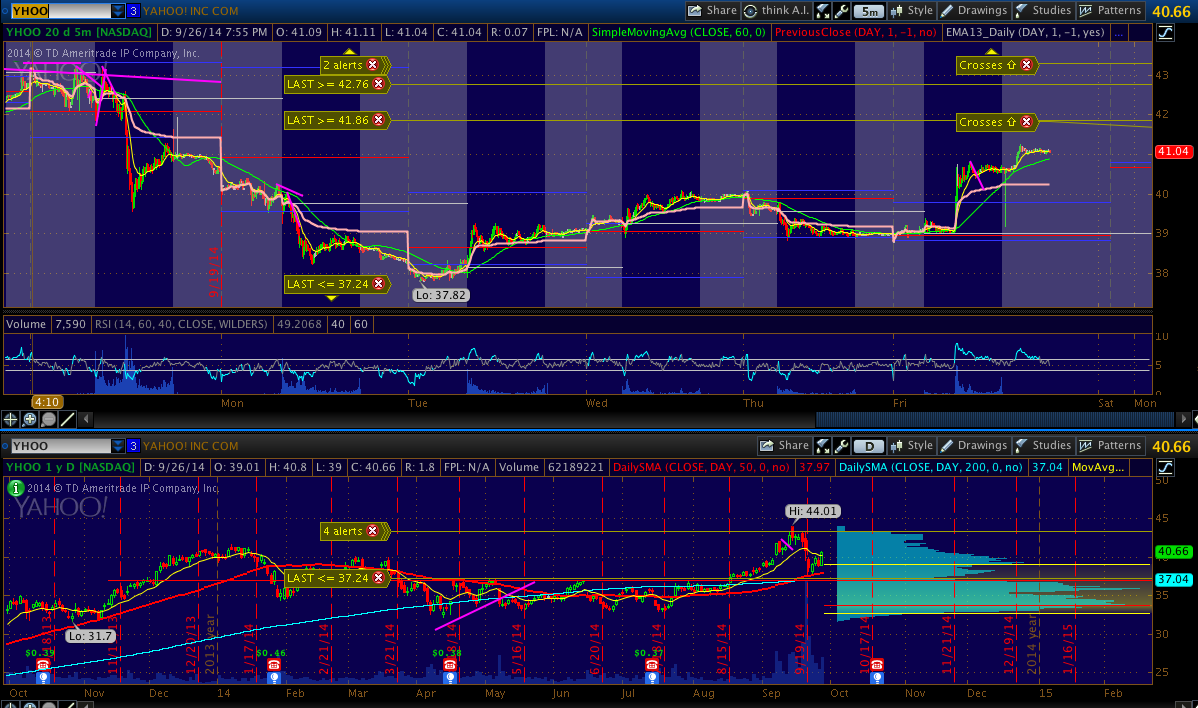 YHOO 3 YAHOO! INC COM Share think A.I. 5m Style Drawings Studies Patterns 40.66
YHOO 20 d 5m [NASDAQ] D: 9/26/14 7:55 PM O: 41.09 H: 41.11 L: 41.04 C: 41.04 R: 0.07 FPL: N/A SimpleMovingAvg (CLOSE, 60, 0) PreviousClose (DAY, 1, -1, no) EMA13_Daily (DAY, 1, -1, yes) ...
2014 © TD Ameritrade IP Company, Inc.
YAHOO!
2 alerts
Crosses
43
LAST >= 42.76
42
LAST >= 41.86
Crosses
41.04
40
39
9/19/14
38
LAST <= 37.24
Lo: 37.82
Volume 7,590 RSI (14, 60, 40, CLOSE, WILDERS) 49.2068 40 60
10
5
0
4:10 Mon Tue Wed Thu Fri Sat Mon
YHOO 3 YAHOO! INC COM Share D Style Drawings Studies Patterns 40.66
YHOO 1 y D [NASDAQ] D: 9/26/14 O: 39.01 H: 40.8 L: 39 C: 40.66 R: 1.8 FPL: N/A Volume 62189221 DailySMA (CLOSE, DAY, 50, 0, no) 37.97 DailySMA (CLOSE, DAY, 200, 0, no) 37.04 MovAvg...
50
2014 © TD Ameritrade IP Company, Inc.
YAHOO!
Hi: 44.01
45
4 alerts
40.66
LAST <= 37.24
37.04
35
Lo: 31.7
30
12/20/13
2013 year
1/17/14
2/21/14
3/21/14
5/16/14
6/20/14
8/15/14
10/17/14
11/21/14
12/19/14
2014 year
1/16/15
$0.39 $0.46 $0.38 $0.37
25
Oct Nov Dec 14 Feb Mar Apr May Jun Jul Aug Sep Oct Nov Dec 15 Feb